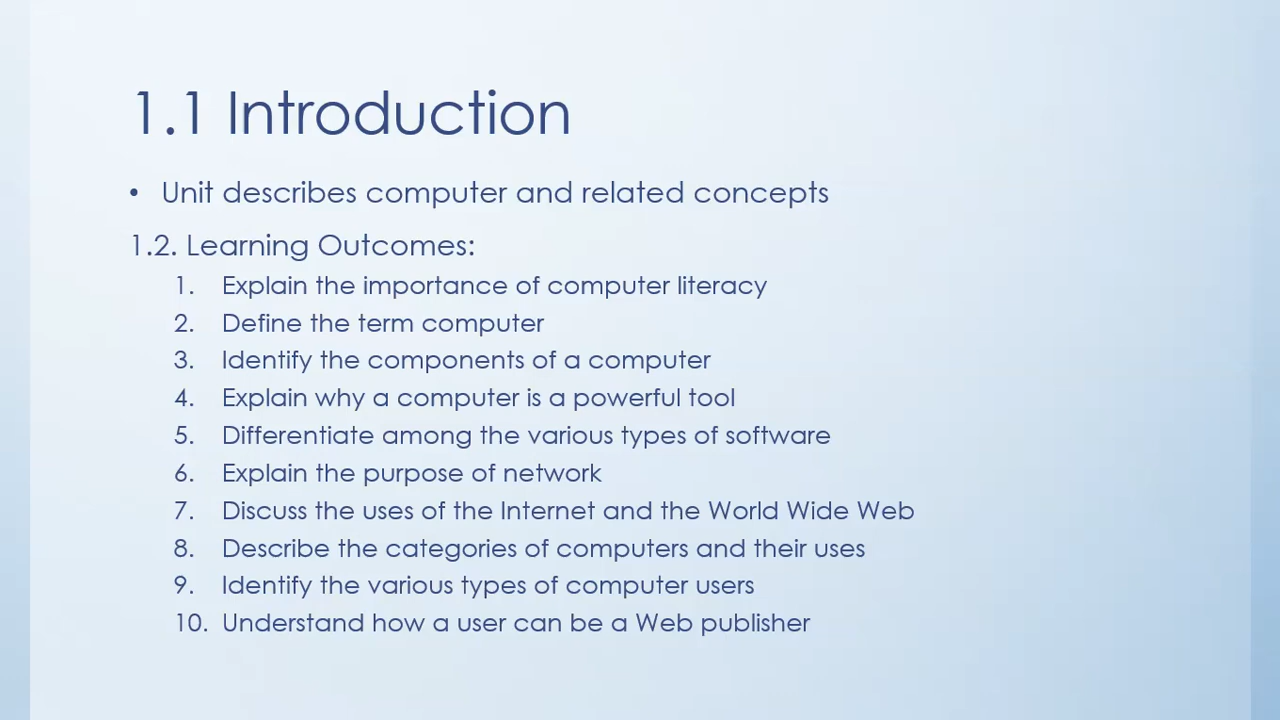 1.1 Introduction
• Unit describes computer and related concepts
1.2. Learning Outcomes:
1. Explain the importance of computer literacy
2. Define the term computer
3. Identify the components of a computer
4. Explain why a computer is a powerful tool
5. Differentiate among the various types of software
6. Explain the purpose of network
7. Discuss the uses of the Internet and the World Wide Web
8. Describe the categories of computers and their uses
9. Identify the various types of computer users
10. Understand how a user can be a Web publisher